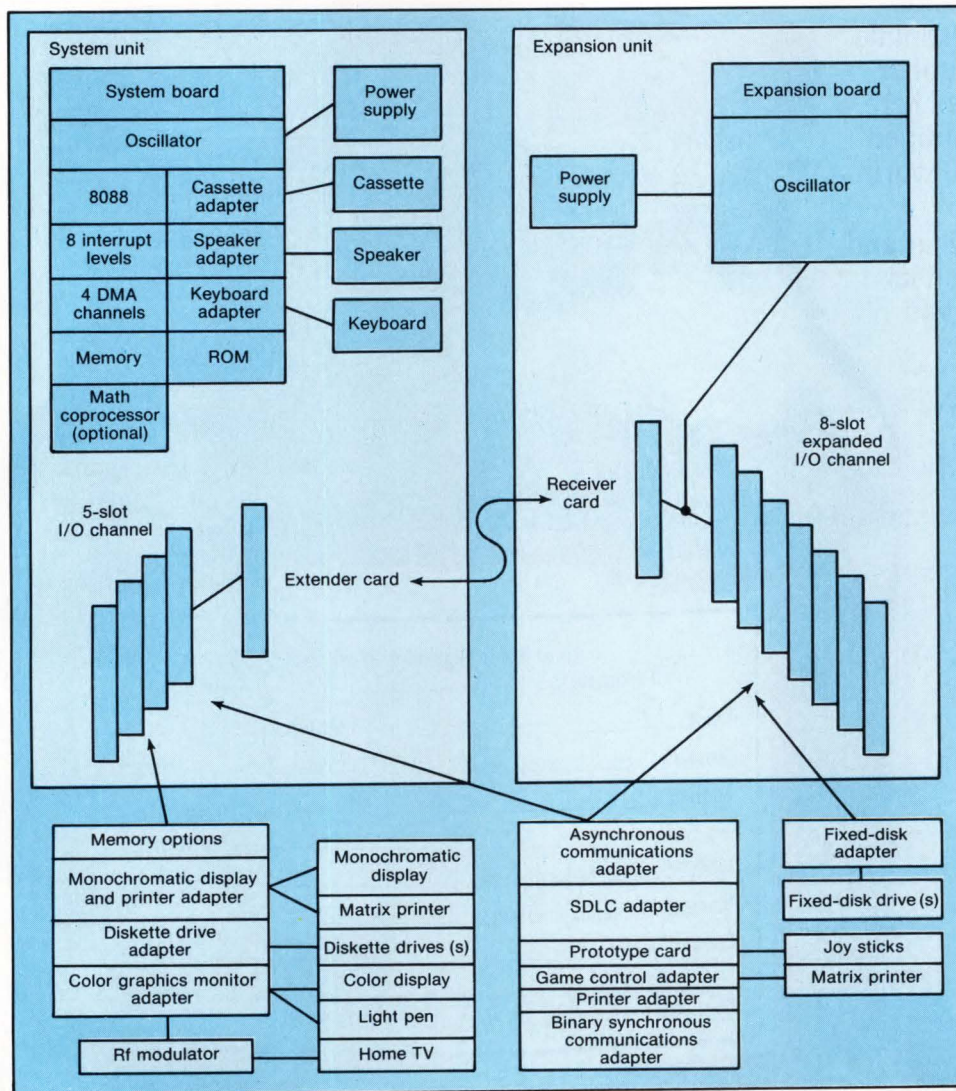 System unit
System board
Oscillator
8088
Cassette
adapter
8 interrupt
levels
Speaker
adapter
4 DMA
channels
Keyboard
adapter
Memory
ROM
Math
coprocessor
(optional)
Power
supply
Cassette
Speaker
Keyboard
5-slot
I/O channel
Extender card
Expansion unit
Expansion board
Oscillator
Power
supply
Receiver
card
8-slot
expanded
I/O channel
Memory options
Monochromatic display
and printer adapter
Diskette drive
adapter
Color graphics monitor
adapter
Rf modulator
Monochromatic
display
Matrix printer
Diskette drives (s)
Color display
Light pen
Home TV
Asynchronous
communications
adapter
SDLC adapter
Prototype card
Game control adapter
Printer adapter
Binary synchronous
communications
adapter
Fixed-disk
adapter
Fixed-disk drive (s)
Joy sticks
Matrix printer